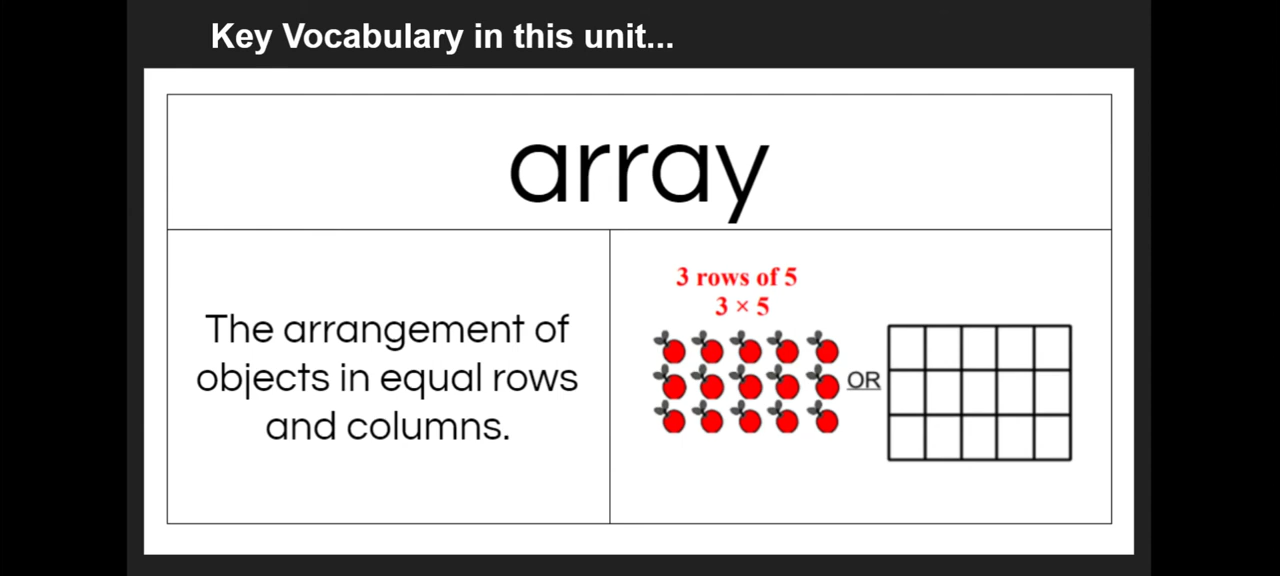 Key Vocabulary in this unit...
array
The arrangement of
objects in equal rows
and columns.
3 rows of 5
3 × 5
OR